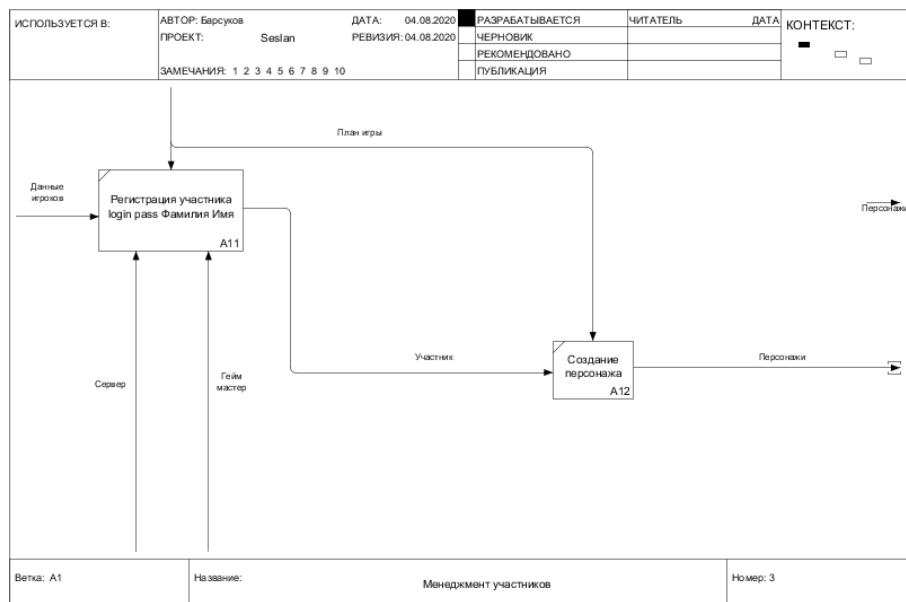 ИСПОЛЬЗУЕТСЯ В:
АВТОР: Барсуков
ДАТА: 04.08.2020
ПРОЕКТ: Seslan
РЕВИЗИЯ: 04.08.2020
ЗАМЕЧАНИЯ: 1 2 3 4 5 6 7 8 9 10
РАЗРАБАТЫВАЕТСЯ
ЧЕРНОВИК
РЕКОМЕНДОВАНО
ПУБЛИКАЦИЯ
ЧИТАТЕЛЬ ДАТА
КОНТЕКСТ:
План игры
Данные
игроков
Регистрация участника
login pass Фамилия Имя
A11
Персонажи
Участник
Создание
персонажа
A12
Персонажи
Сервер
Гейм
мастер
Ветка: A1
Название:
Менеджмент участников
Номер: 3